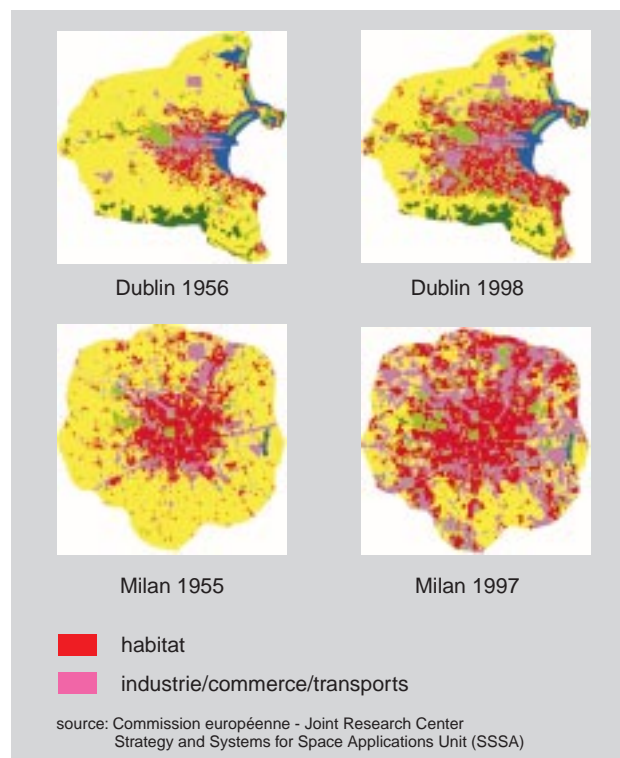 Dublin 1956
Dublin 1998
Milan 1955
Milan 1997
habitat
industrie/commerce/transports
source: Commission européenne - Joint Research Center
Strategy and Systems for Space Applications Unit (SSSA)